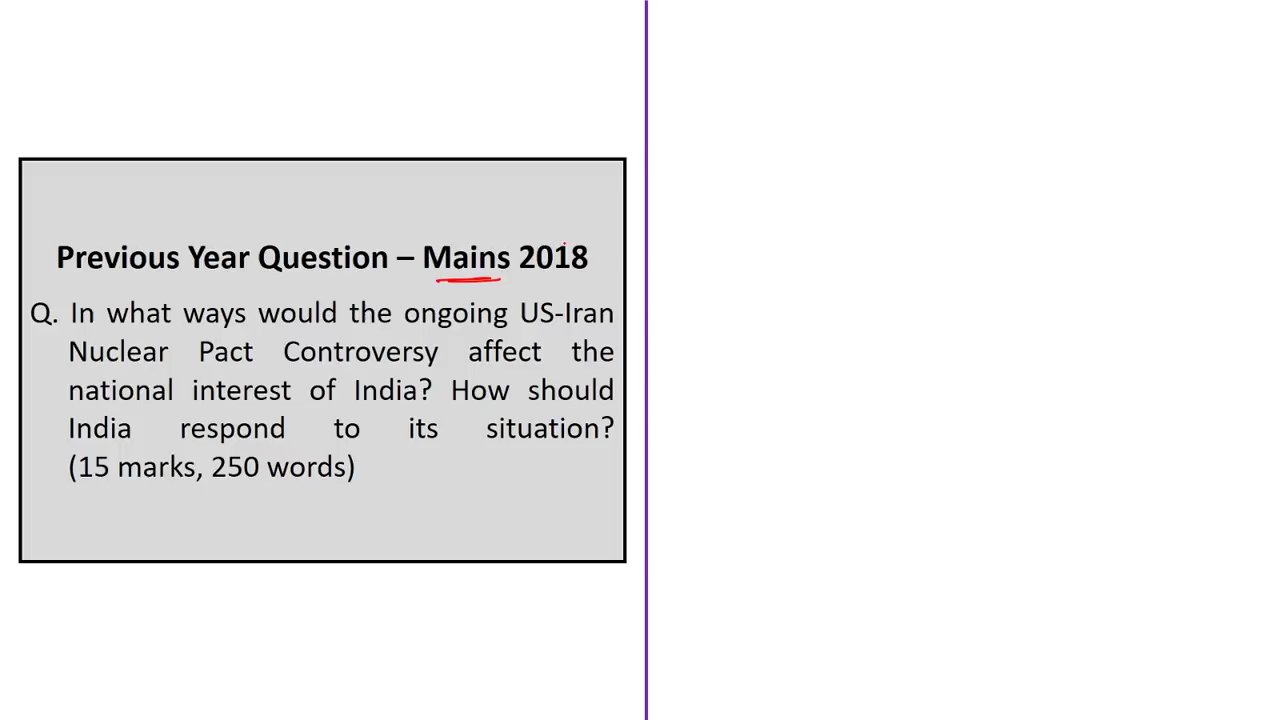 Previous Year Question – Mains 2018
Q. In what ways would the ongoing US-Iran
Nuclear Pact Controversy affect the
national interest of India? How should
India respond to its situation?
(15 marks, 250 words)